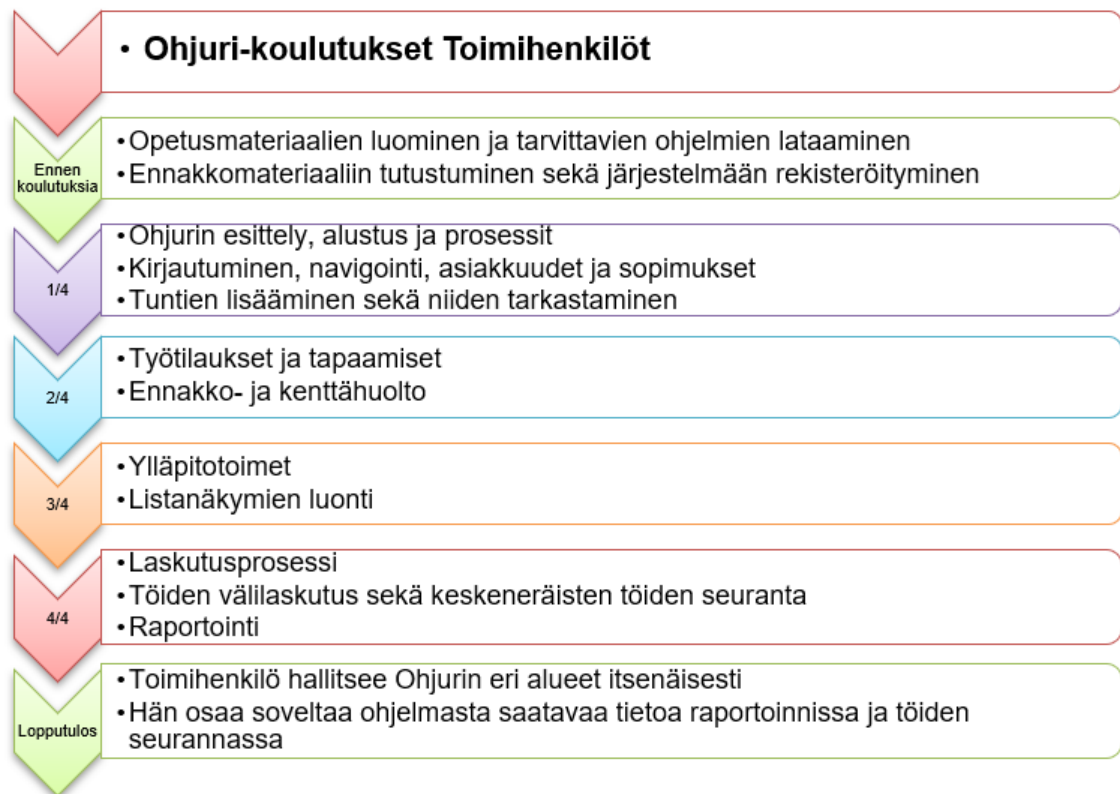 • Ohjuri-koulutukset Toimihenkilöt
Ennen
koulutuksia
• Opetusmateriaalien luominen ja tarvittavien ohjelmien lataaminen
• Ennakkomateriaaliin tutustuminen sekä järjestelmään rekisteröityminen
1/4
• Ohjurin esittely, alustus ja prosessit
• Kirjautuminen, navigointi, asiakkuudet ja sopimukset
• Tuntien lisääminen sekä niiden tarkastaminen
2/4
• Työtilaukset ja tapaamiset
• Ennakko- ja kenttähuolto
3/4
• Ylläpitotoimet
• Listanäkymien luonti
4/4
• Laskutusprosessi
• Töiden välilaskutus sekä keskeneräisten töiden seuranta
• Raportointi
Lopputulos
• Toimihenkilö hallitsee Ohjurin eri alueet itsenäisesti
• Hän osaa soveltaa ohjelmasta saatavaa tietoa raportoinnissa ja töiden
seurannassa